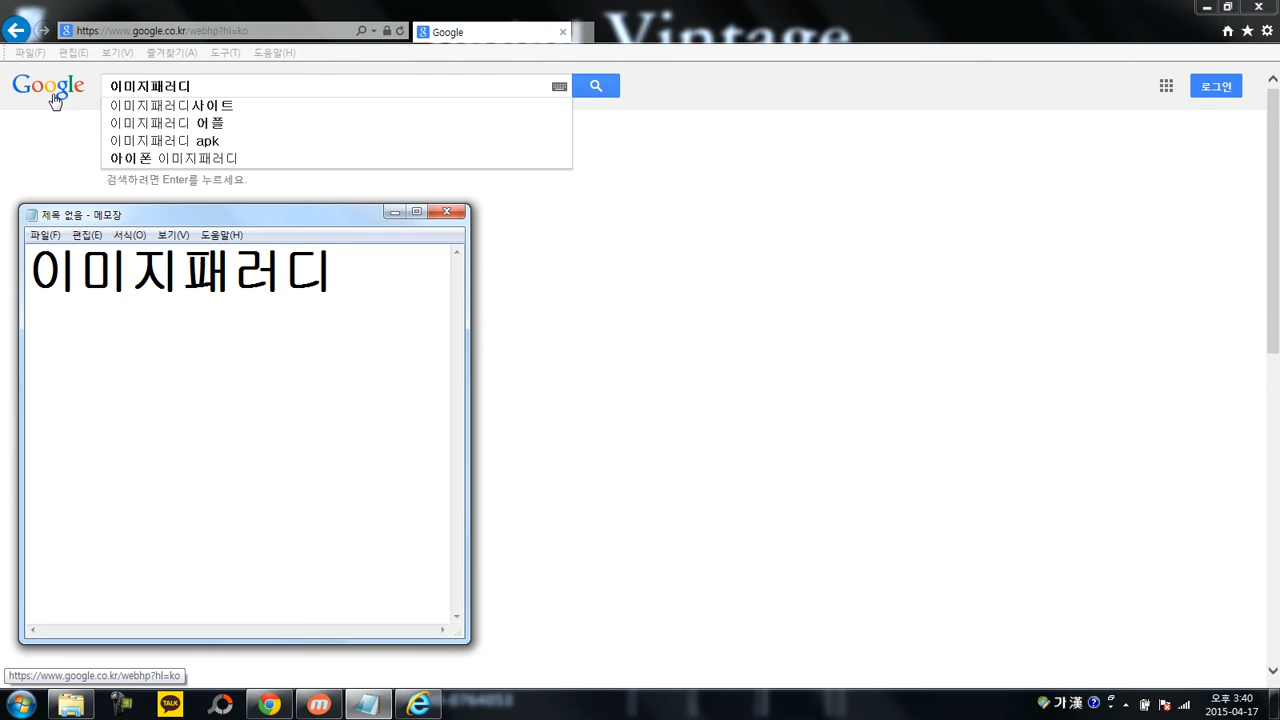 Vintage
https://www.google.co.kr/webhp?hl=ko
Google
파일(F) 편집(E) 보기(V) 즐겨찾기(A) 도구(T) 도움말(H)
Google
이미지패러디
로그인
이미지패러디사이트
이미지패러디 어플
이미지패러디 apk
아이폰 이미지패러디
검색하려면 Enter를 누르세요.
제목 없음 - 메모장
파일(F) 편집(E) 서식(O) 보기(V) 도움말(H)
이미지패러디
https://www.google.co.kr/webhp?hl=ko
TALK
m
가 漢
오후 3:40
2015-04-17